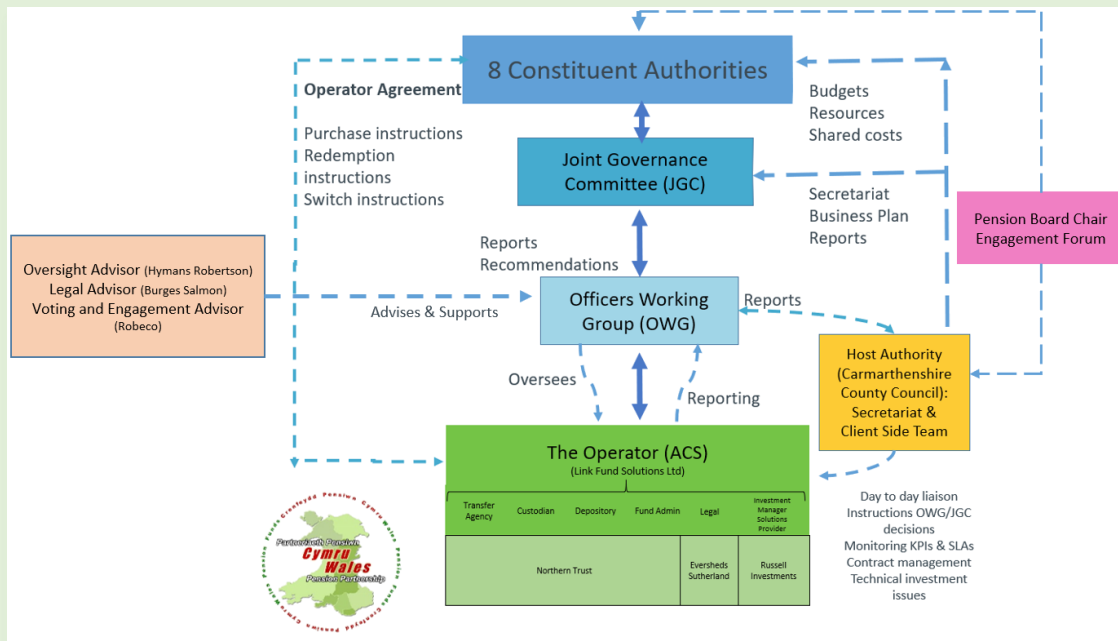 8 Constituent Authorities
Operator Agreement
Purchase instructions
Redemption
instructions
Switch instructions
Budgets
Resources
Shared costs
Joint Governance
Committee (JGC)
Secretariat
Business Plan
Reports
Pension Board Chair
Engagement Forum
Oversight Advisor (Hymans Robertson)
Legal Advisor (Burges Salmon)
Voting and Engagement Advisor
(Robeco)
Advises & Supports
Reports
Recommendations
Officers Working
Group (OWG)
Reports
Host Authority
(Carmarthenshire
County Council):
Secretariat &
Client Side Team
Oversees
Reporting
The Operator (ACS)
(Link Fund Solutions Ltd)
Transfer
Agency
Custodian
Depository
Fund Admin
Legal
Investment
Manager
Solutions
Provider
Northern Trust
Eversheds
Sutherland
Russell
Investments
Day to day liaison
Instructions OWG/JGC
decisions
Monitoring KPIs & SLAs
Contract management
Technical investment
issues
Partneriaeth Pensiwn
Cymru
Wales
Pension Partnership